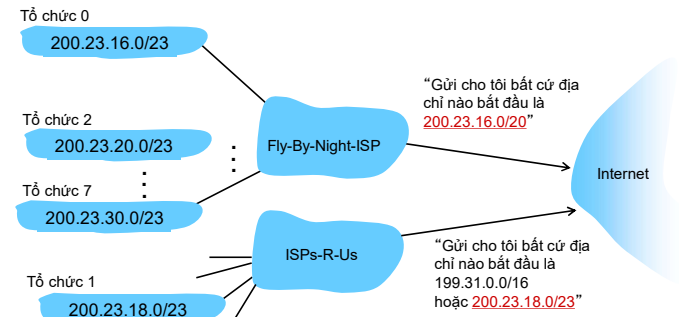 Tổ chức 0
200.23.16.0/23
Tổ chức 2
200.23.20.0/23
Tổ chức 7
200.23.30.0/23
Tổ chức 1
200.23.18.0/23
Fly-By-Night-ISP
ISPs-R-Us
“Gửi cho tôi bất cứ địa
chỉ nào bắt đầu là
200.23.16.0/20”
“Gửi cho tôi bất cứ địa
chỉ nào bắt đầu là
199.31.0.0/16
hoặc 200.23.18.0/23”
Internet